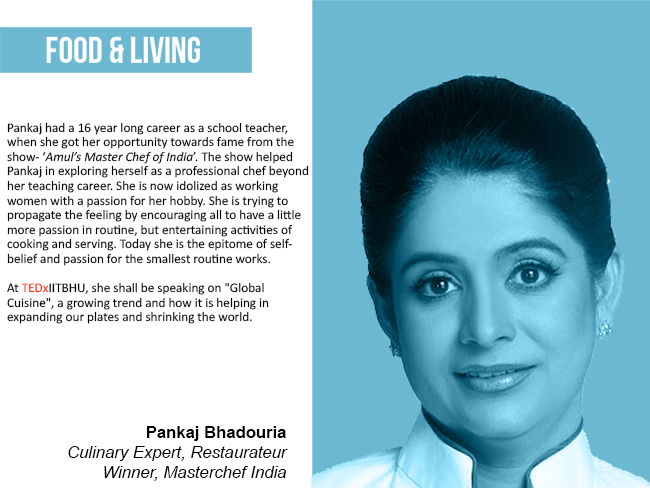 FOOD & LIVING
Pankaj had a 16 year long career as a school teacher,
when she got her opportunity towards fame from the
show- ‘Amul’s Master Chef of India’. The show helped
Pankaj in exploring herself as a professional chef beyond
her teaching career. She is now idolized as working
women with a passion for her hobby. She is trying to
propagate the feeling by encouraging all to have a little
more passion in routine, but entertaining activities of
cooking and serving. Today she is the epitome of self-
belief and passion for the smallest routine works.
At TEDxIITBHU, she shall be speaking on "Global
Cuisine", a growing trend and how it is helping in
expanding our plates and shrinking the world.
Pankaj Bhadouria
Culinary Expert, Restaurateur
Winner, Masterchef India